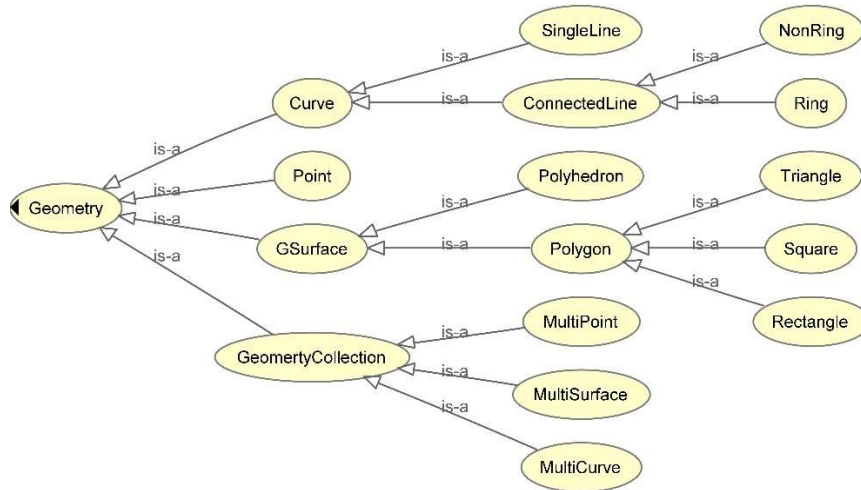 SingleLine
NonRing
is-a
is-a
Curve
is-a
ConnectedLine
is-a
Ring
is-a
Point
is-a
Polyhedron
Triangle
Geometry
is-a
is-a
is-a
GSurface
is-a
Polygon
is-a
Square
is-a
is-a
MultiPoint
Rectangle
is-a
GeomertyCollection
is-a
MultiSurface
is-a
MultiCurve